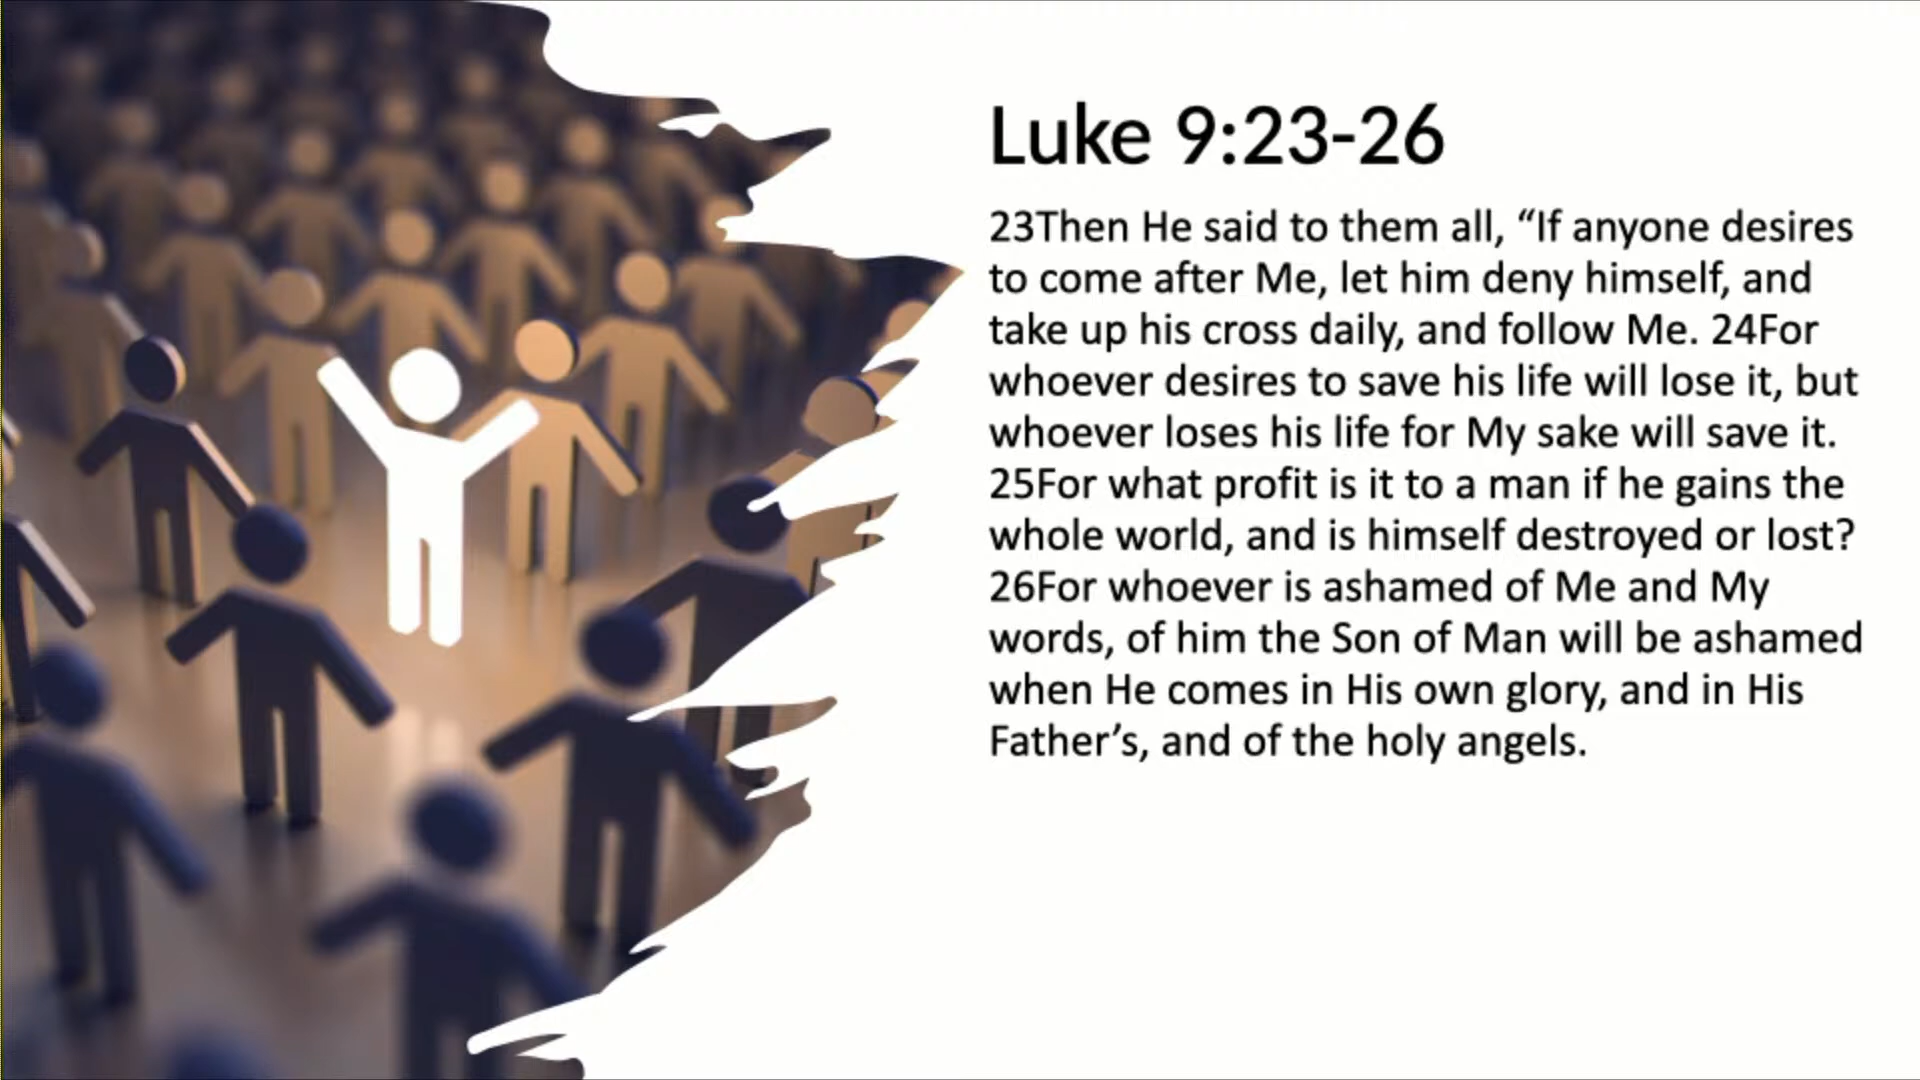 Luke 9:23-26
23Then He said to them all, “If anyone desires
to come after Me, let him deny himself, and
take up his cross daily, and follow Me. 24For
whoever desires to save his life will lose it, but
whoever loses his life for My sake will save it.
25For what profit is it to a man if he gains the
whole world, and is himself destroyed or lost?
26For whoever is ashamed of Me and My
words, of him the Son of Man will be ashamed
when He comes in His own glory, and in His
Father’s, and of the holy angels.